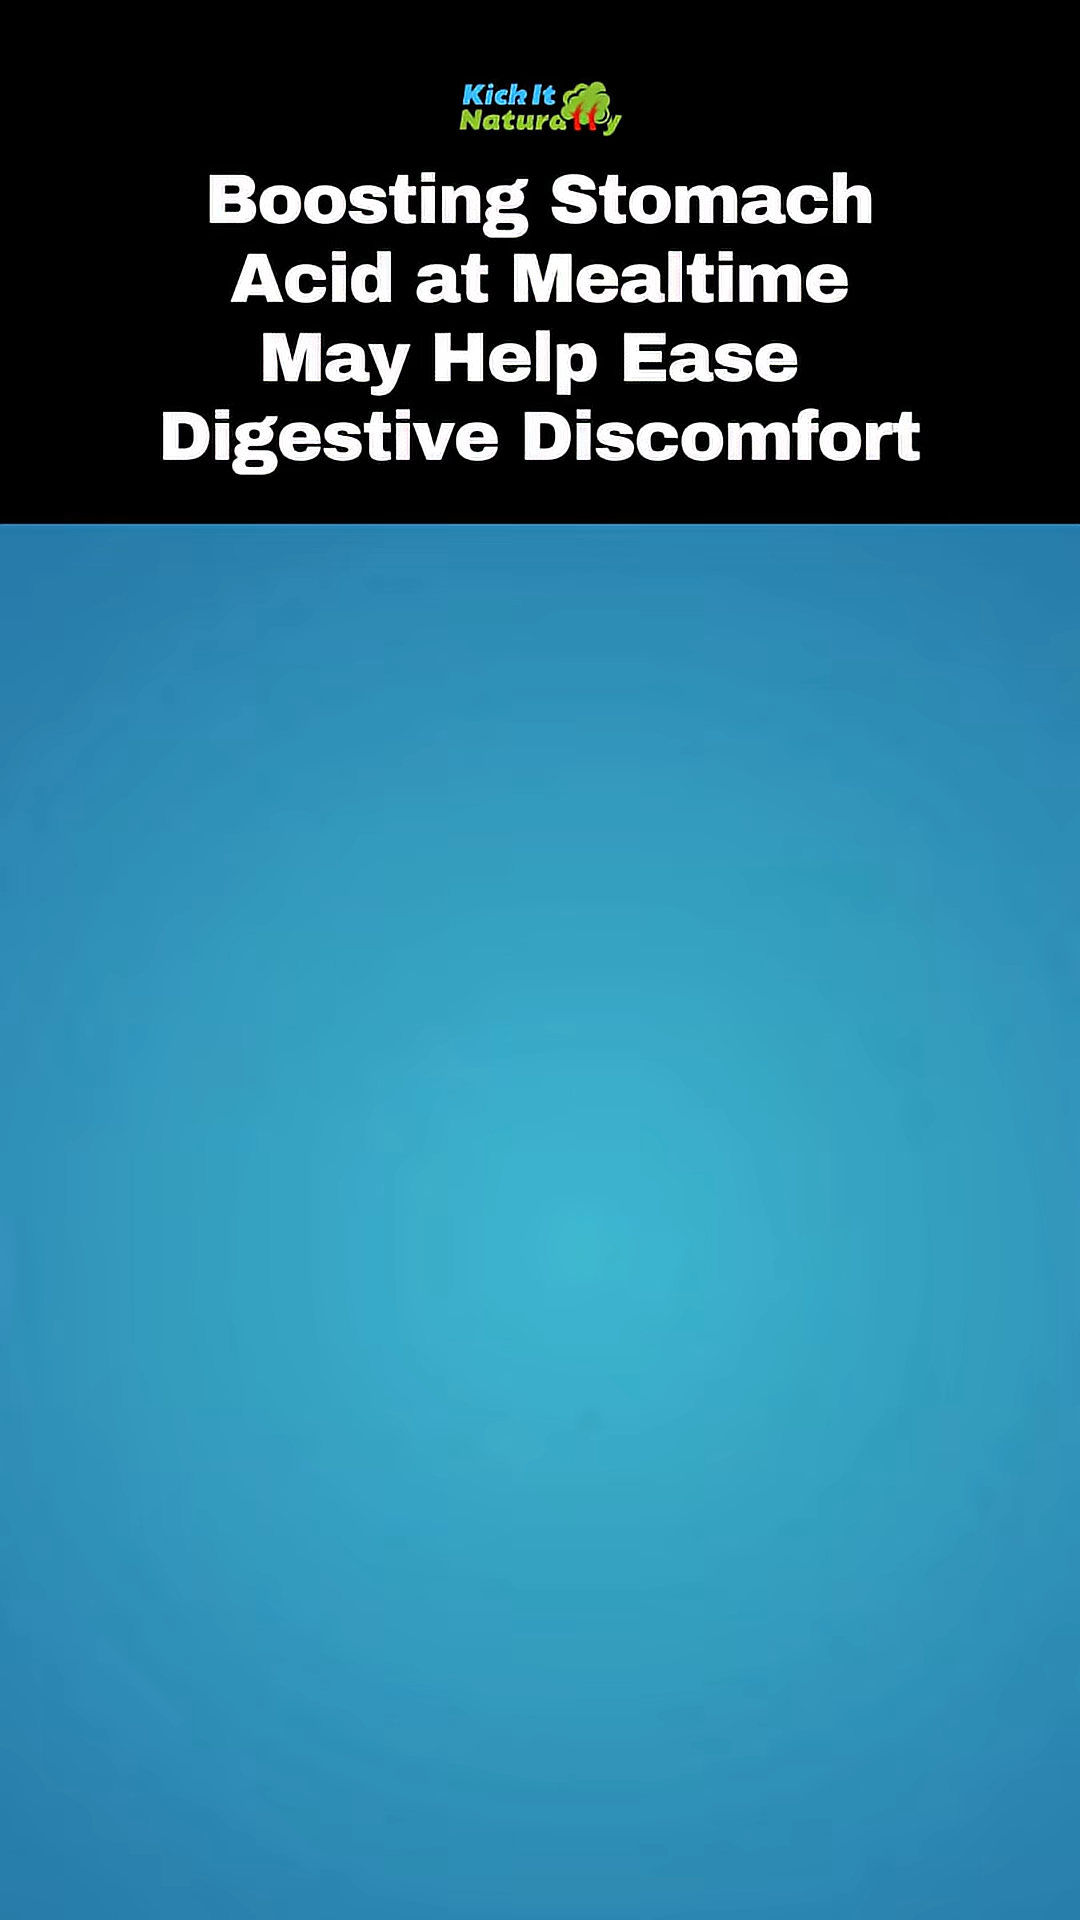 Kick It
Naturally
Boosting Stomach
Acid at Mealtime
May Help Ease
Digestive Discomfort